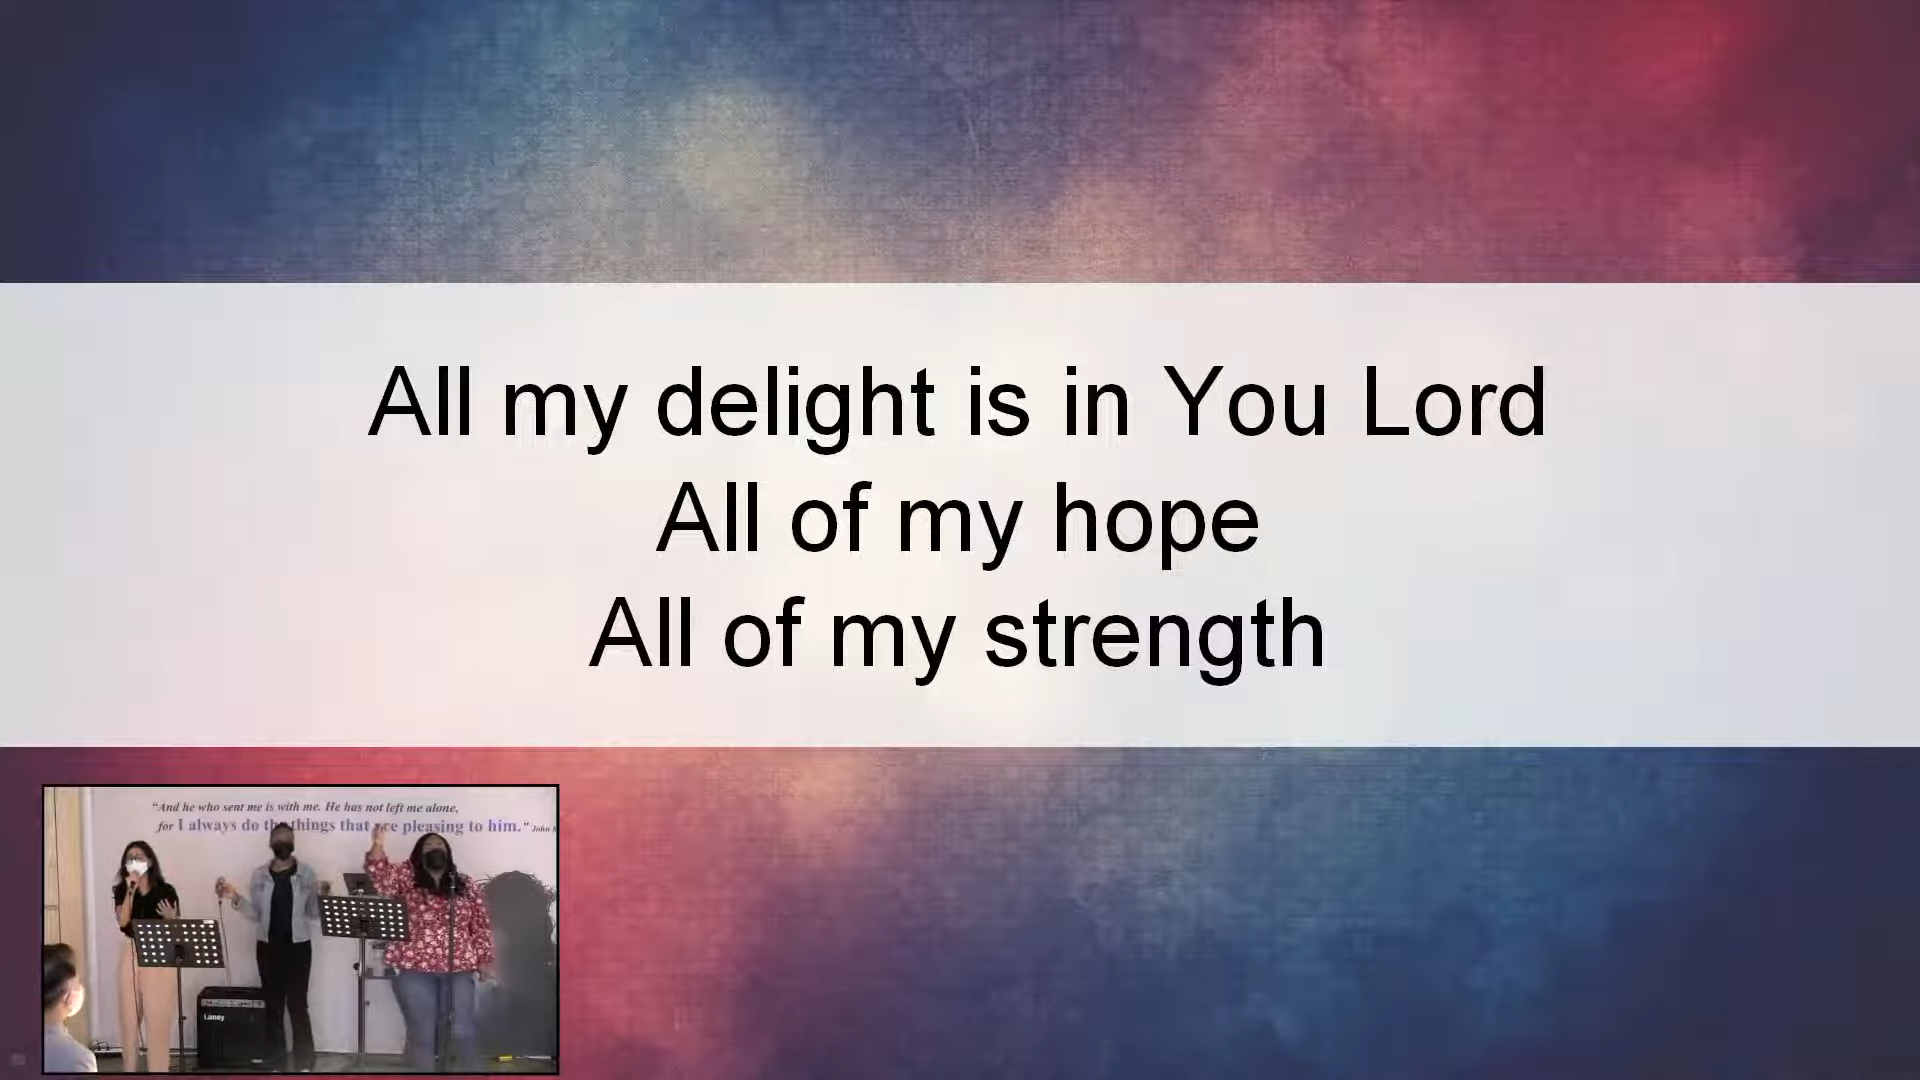 All my delight is in You Lord
All of my hope
All of my strength
"And he who sent me is with me. He has not left me alone,
for I always do the things that are pleasing to him." John
Laney